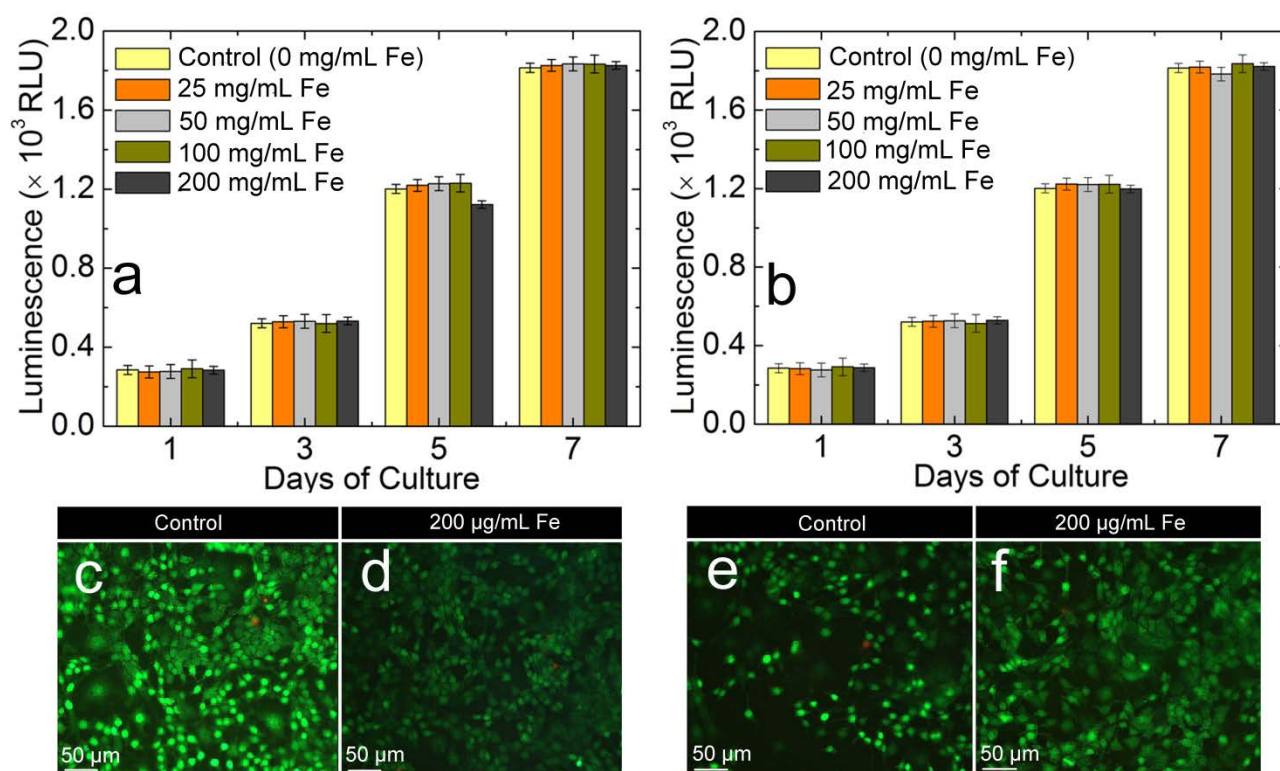 Luminescence (× 10³ RLU)
2.0
1.6
1.2
0.8
0.4
0.0
Control (0 mg/mL Fe)
25 mg/mL Fe
50 mg/mL Fe
100 mg/mL Fe
200 mg/mL Fe
a
1 3 5 7
Days of Culture
Luminescence (× 10³ RLU)
2.0
1.6
1.2
0.8
0.4
0.0
Control (0 mg/mL Fe)
25 mg/mL Fe
50 mg/mL Fe
100 mg/mL Fe
200 mg/mL Fe
b
1 3 5 7
Days of Culture
Control
c
50 µm
200 µg/mL Fe
d
50 µm
Control
e
50 µm
200 µg/mL Fe
f
50 µm